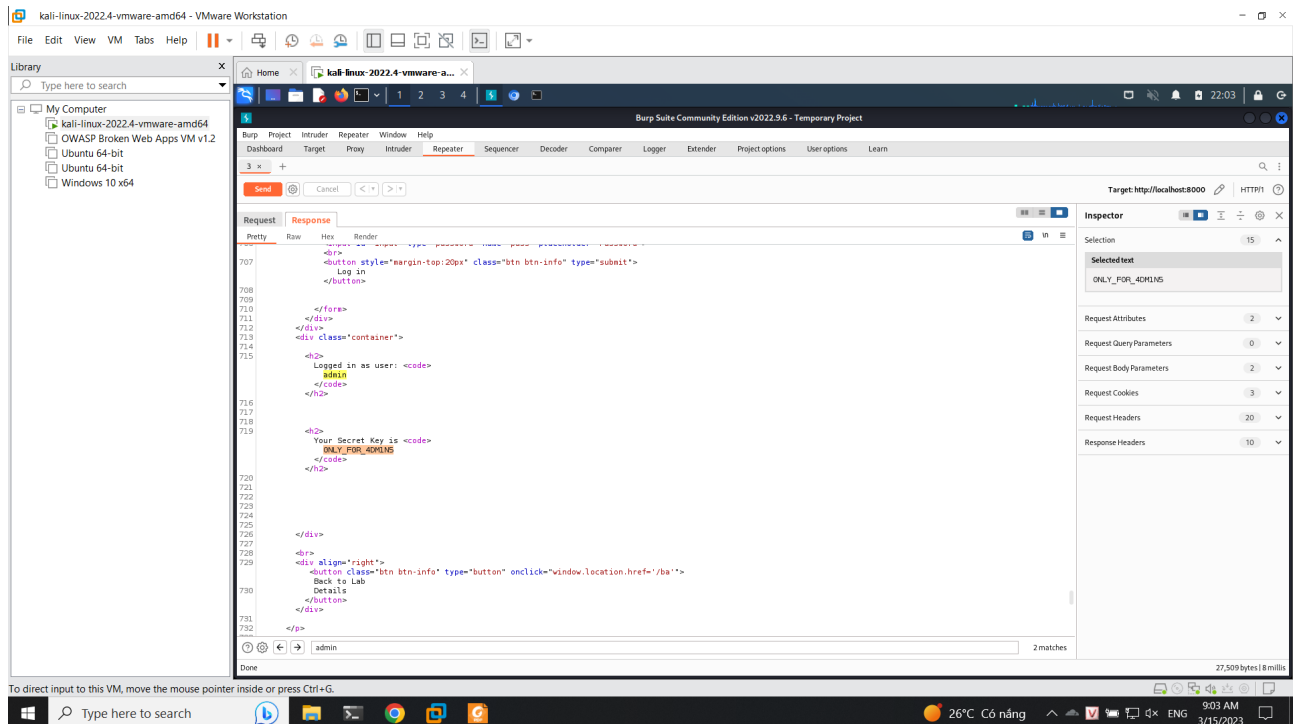 kali-linux-2022.4-vmware-amd64 - VMware Workstation
File Edit View VM Tabs Help
Library
Type here to search
My Computer
kali-linux-2022.4-vmware-amd64
OWASP Broken Web Apps VM v1.2
Ubuntu 64-bit
Ubuntu 64-bit
Windows 10 x64
Home
kali-linux-2022.4-vmware-a...
1 2 3 4
22:03
Burp Suite Community Edition v2022.9.6 - Temporary Project
Burp Project Intruder Repeater Window Help
Dashboard Target Proxy Intruder Repeater Sequencer Decoder Comparer Logger Extender Project options User options Learn
3 × +
Send Cancel < >
Target: http://localhost:8000 HTTP/1
Request Response
Pretty Raw Hex Render
\n
<br>
707 <button style="margin-top:20px" class="btn btn-info" type="submit">
Log in
</button>
708
709
710 </form>
711 </div>
712 </div>
713 <div class="container">
714
715 <h2>
Logged in as user: <code>
admin
</code>
</h2>
716
717
718
719 <h2>
Your Secret Key is <code>
0NLY_F0R_4DM1N5
</code>
</h2>
720
721
722
723
724
725
726 </div>
727
728 <br>
729 <div align="right">
<button class="btn btn-info" type="button" onclick="window.location.href='/ba'">
Back to Lab
730 Details
</button>
</div>
731
732 </p>
admin
2 matches
Done
27,509 bytes | 8 millis
Inspector
Selection 15
Selected text
0NLY_F0R_4DM1N5
Request Attributes 2
Request Query Parameters 0
Request Body Parameters 2
Request Cookies 3
Request Headers 20
Response Headers 10
To direct input to this VM, move the mouse pointer inside or press Ctrl+G.
Type here to search
26°C Có nắng
ENG
9:03 AM
3/15/2023